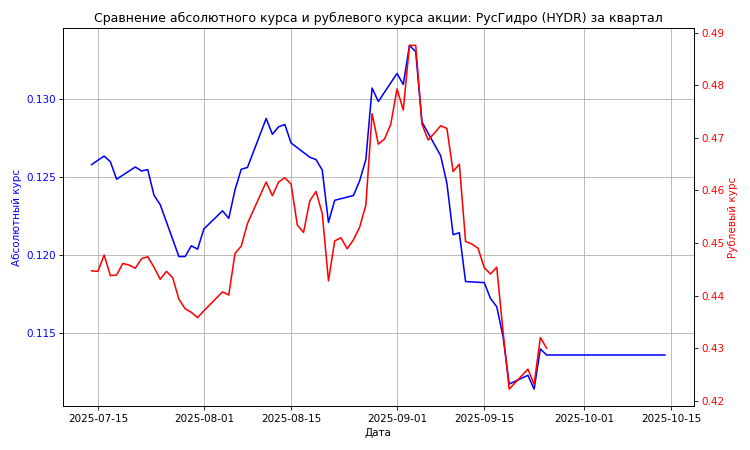 Сравнение абсолютного курса и рублевого курса акции: РусГидро (HYDR) за квартал
0.49
0.48
0.130
0.47
0.125
0.46
Абсолютный курс
Рублевый курс
0.45
0.120
0.44
0.115
0.43
0.42
2025-07-15 2025-08-01 2025-08-15 2025-09-01 2025-09-15 2025-10-01 2025-10-15
Дата